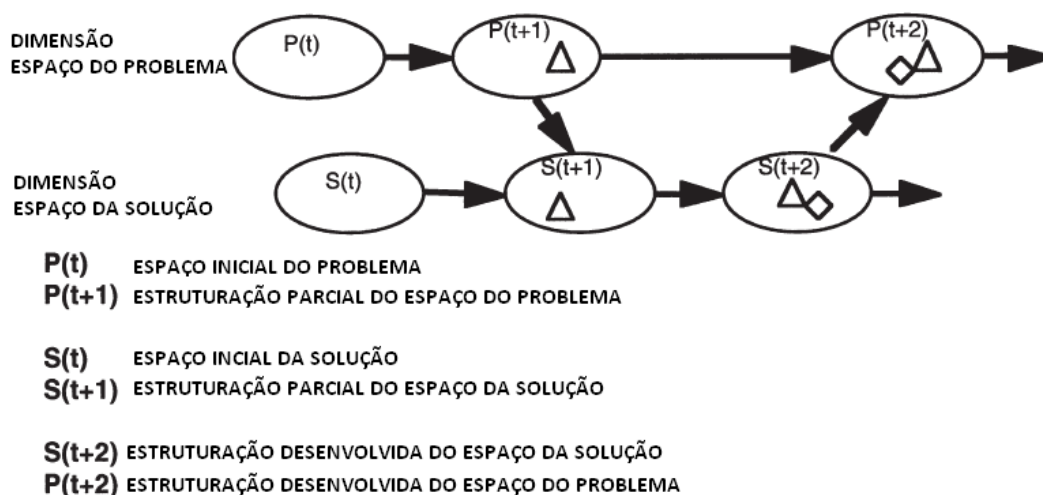 DIMENSÃO
ESPAÇO DO PROBLEMA
P(t)
P(t+1)
P(t+2)
DIMENSÃO
ESPAÇO DA SOLUÇÃO
S(t)
S(t+1)
S(t+2)
P(t) ESPAÇO INICIAL DO PROBLEMA
P(t+1) ESTRUTURAÇÃO PARCIAL DO ESPAÇO DO PROBLEMA
S(t) ESPAÇO INCIAL DA SOLUÇÃO
S(t+1) ESTRUTURAÇÃO PARCIAL DO ESPAÇO DA SOLUÇÃO
S(t+2) ESTRUTURAÇÃO DESENVOLVIDA DO ESPAÇO DA SOLUÇÃO
P(t+2) ESTRUTURAÇÃO DESENVOLVIDA DO ESPAÇO DO PROBLEMA